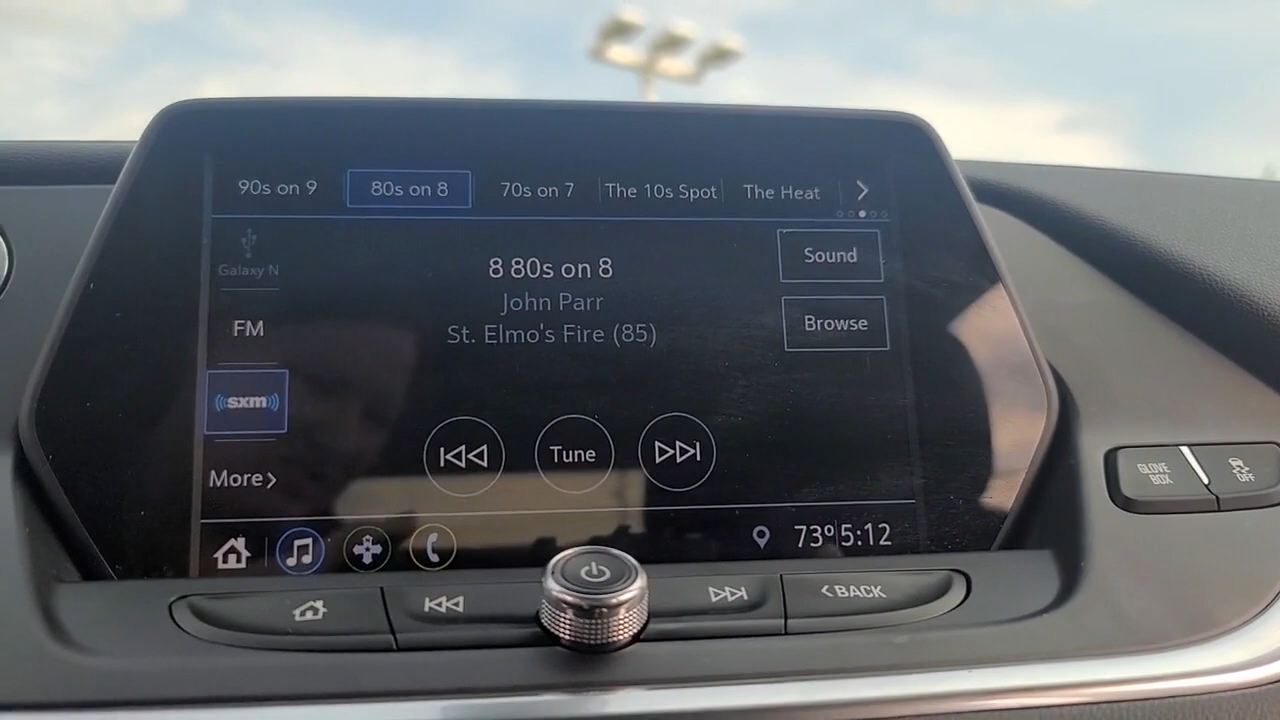 90s on 9 80s on 8 70s on 7 The 10s Spot The Heat
Galaxy N
FM
sxm
More
8 80s on 8
John Parr
St. Elmo's Fire (85)
Sound
Browse
Tune
73° 5:12
BACK
GLOVE
BOX
OFF